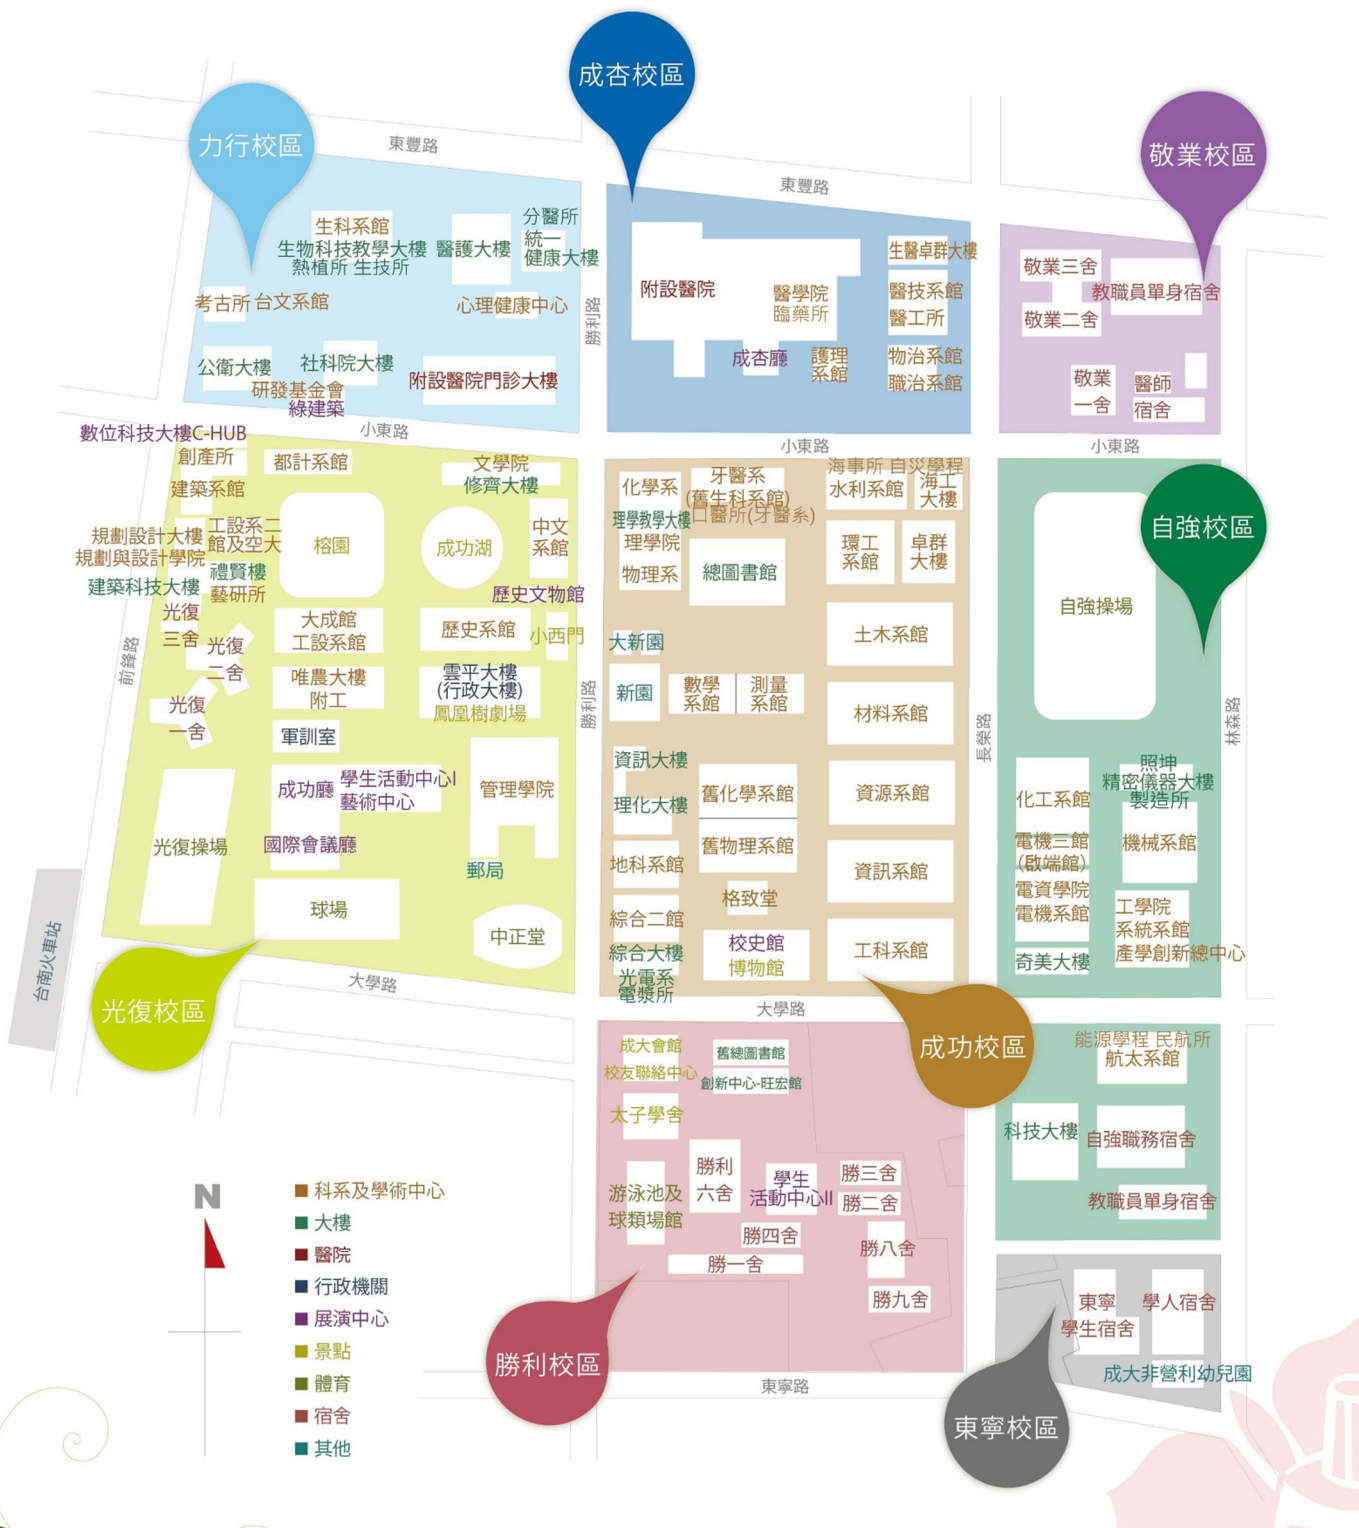 成杏校區
力行校區
敬業校區
東豐路
東豐路
生科系館
生物科技教學大樓
熱植所 生技所
醫護大樓
分醫所
統一
健康大樓
考古所 台文系館
心理健康中心
公衛大樓
社科院大樓
研發基金會
綠建築
附設醫院門診大樓
勝利路
附設醫院
醫學院
臨藥所
成杏廳
護理
系館
生醫卓群大樓
醫技系館
醫工所
物治系館
職治系館
敬業三舍
教職員單身宿舍
敬業二舍
敬業
一舍
醫師
宿舍
小東路
小東路
小東路
數位科技大樓C-HUB
創產所
都計系館
文學院
修齊大樓
建築系館
規劃設計大樓
規劃與設計學院
工設系二
館及空大
榕園
成功湖
中文
系館
建築科技大樓
禮賢樓
藝研所
歷史文物館
光復
三舍
光復
二舍
大成館
工設系館
歷史系館
小西門
唯農大樓
附工
雲平大樓
(行政大樓)
鳳凰樹劇場
光復
一舍
軍訓室
前鋒路
勝利路
成功廳
學生活動中心I
藝術中心
管理學院
國際會議廳
光復操場
郵局
球場
中正堂
台南火車站
光復校區
大學路
化學系
牙醫系
(舊生科系館)
口醫所(牙醫系)
海事所 自災學程
水利系館
海工
大樓
理學教學大樓
理學院
物理系
總圖書館
環工
系館
卓群
大樓
大新園
土木系館
新園
數學
系館
測量
系館
材料系館
資訊大樓
理化大樓
舊化學系館
資源系館
舊物理系館
地科系館
資訊系館
格致堂
綜合二館
綜合大樓
光電系
電漿所
校史館
博物館
工科系館
長榮路
大學路
成功校區
自強校區
自強操場
林森路
照坤
精密儀器大樓
製造所
化工系館
電機三館
(啟端館)
機械系館
電資學院
電機系館
工學院
系統系館
產學創新總中心
奇美大樓
能源學程 民航所
航太系館
科技大樓
自強職務宿舍
教職員單身宿舍
成大會館
校友聯絡中心
舊總圖書館
創新中心-旺宏館
太子學舍
游泳池及
球類場館
勝利
六舍
學生
活動中心II
勝三舍
勝二舍
勝四舍
勝一舍
勝八舍
勝九舍
勝利校區
東寧路
東寧
學生宿舍
學人宿舍
成大非營利幼兒園
東寧校區
N
科系及學術中心
大樓
醫院
行政機關
展演中心
景點
體育
宿舍
其他